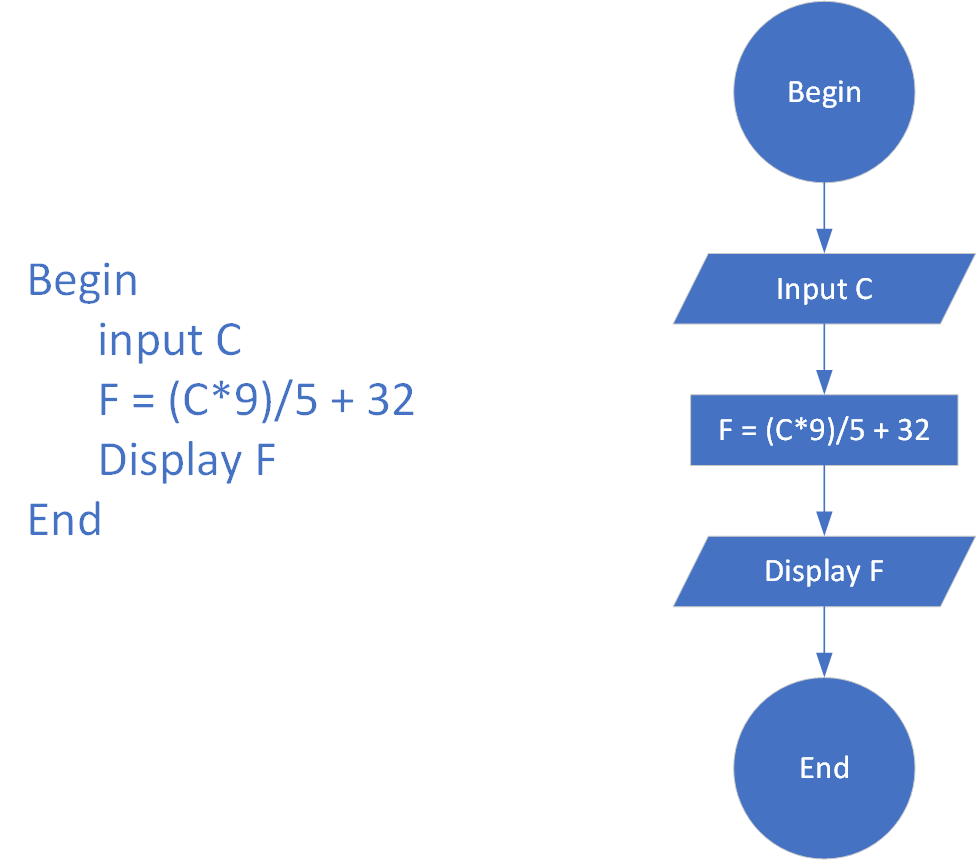 Begin
input C
F = (C*9)/5 + 32
Display F
End
Begin
Input C
F = (C*9)/5 + 32
Display F
End